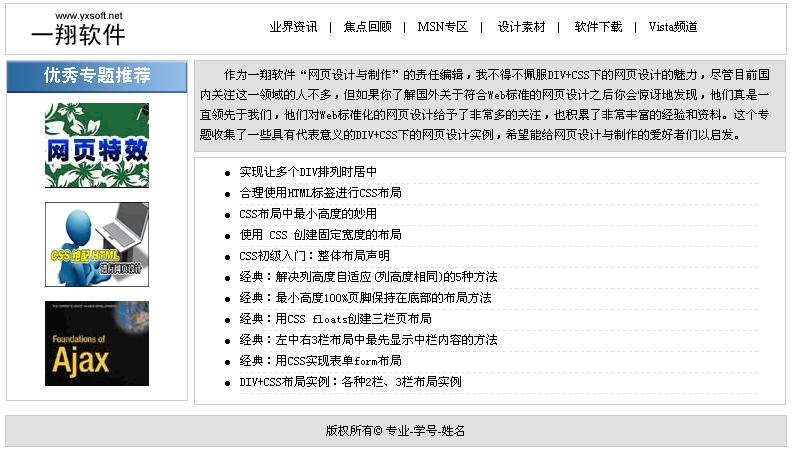 www.yxsoft.net
一翔软件
业界资讯 | 焦点回顾 | MSN专区 | 设计素材 | 软件下载 | Vista频道
优秀专题推荐
网页特效
CSS 绝配 HTML
进行网页设计
Foundations of
Ajax
作为一翔软件“网页设计与制作”的责任编辑，我不得不佩服DIV+CSS下的网页设计的魅力，尽管目前国
内关注这一领域的人不多，但如果你了解国外关于符合Web标准的网页设计之后你会惊讶地发现，他们真是一
直领先于我们，他们对Web标准化的网页设计给予了非常多的关注，也积累了非常丰富的经验和资料。这个专
题收集了一些具有代表意义的DIV+CSS下的网页设计实例，希望能给网页设计与制作的爱好者们以启发。
实现让多个DIV排列时居中
合理使用HTML标签进行CSS布局
CSS布局中最小高度的妙用
使用 CSS 创建固定宽度的布局
CSS初级入门：整体布局声明
经典：解决列高度自适应(列高度相同)的5种方法
经典：最小高度100%页脚保持在底部的布局方法
经典：用CSS floats创建三栏页布局
经典：左中右3栏布局中最先显示中栏内容的方法
经典：用CSS实现表单form布局
DIV+CSS布局实例：各种2栏、3栏布局实例
版权所有© 专业-学号-姓名